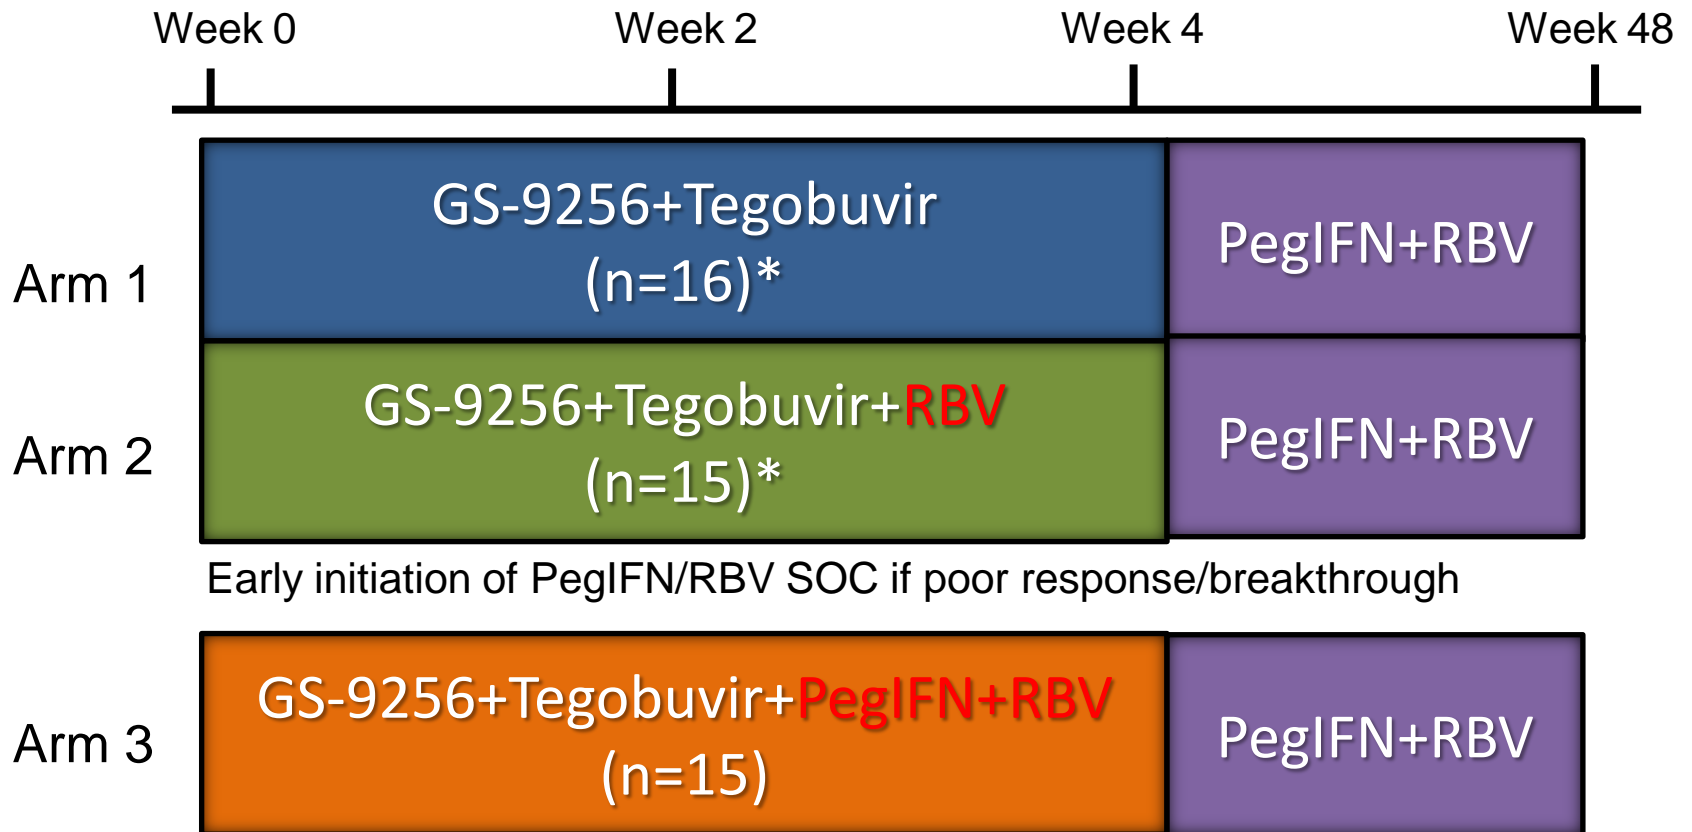 Week 0 Week 2 Week 4 Week 48
Arm 1
GS-9256+Tegobuvir
(n=16)*
PegIFN+RBV
Arm 2
GS-9256+Tegobuvir+RBV
(n=15)*
PegIFN+RBV
Early initiation of PegIFN/RBV SOC if poor response/breakthrough
Arm 3
GS-9256+Tegobuvir+PegIFN+RBV
(n=15)
PegIFN+RBV